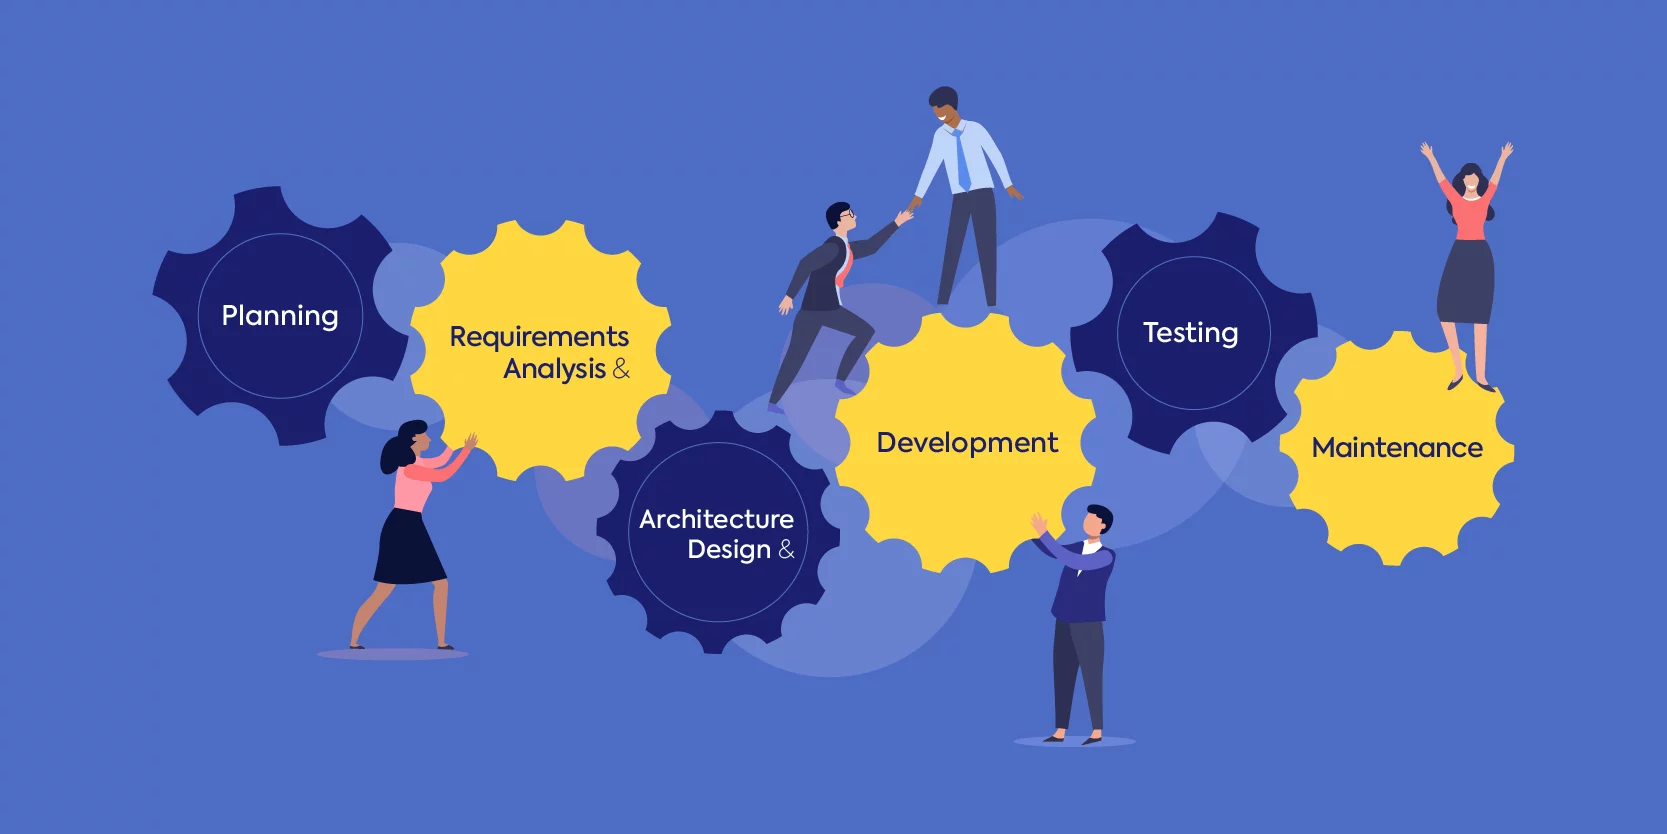 Planning
Requirements
Analysis &
Architecture
Design &
Development
Testing
Maintenance